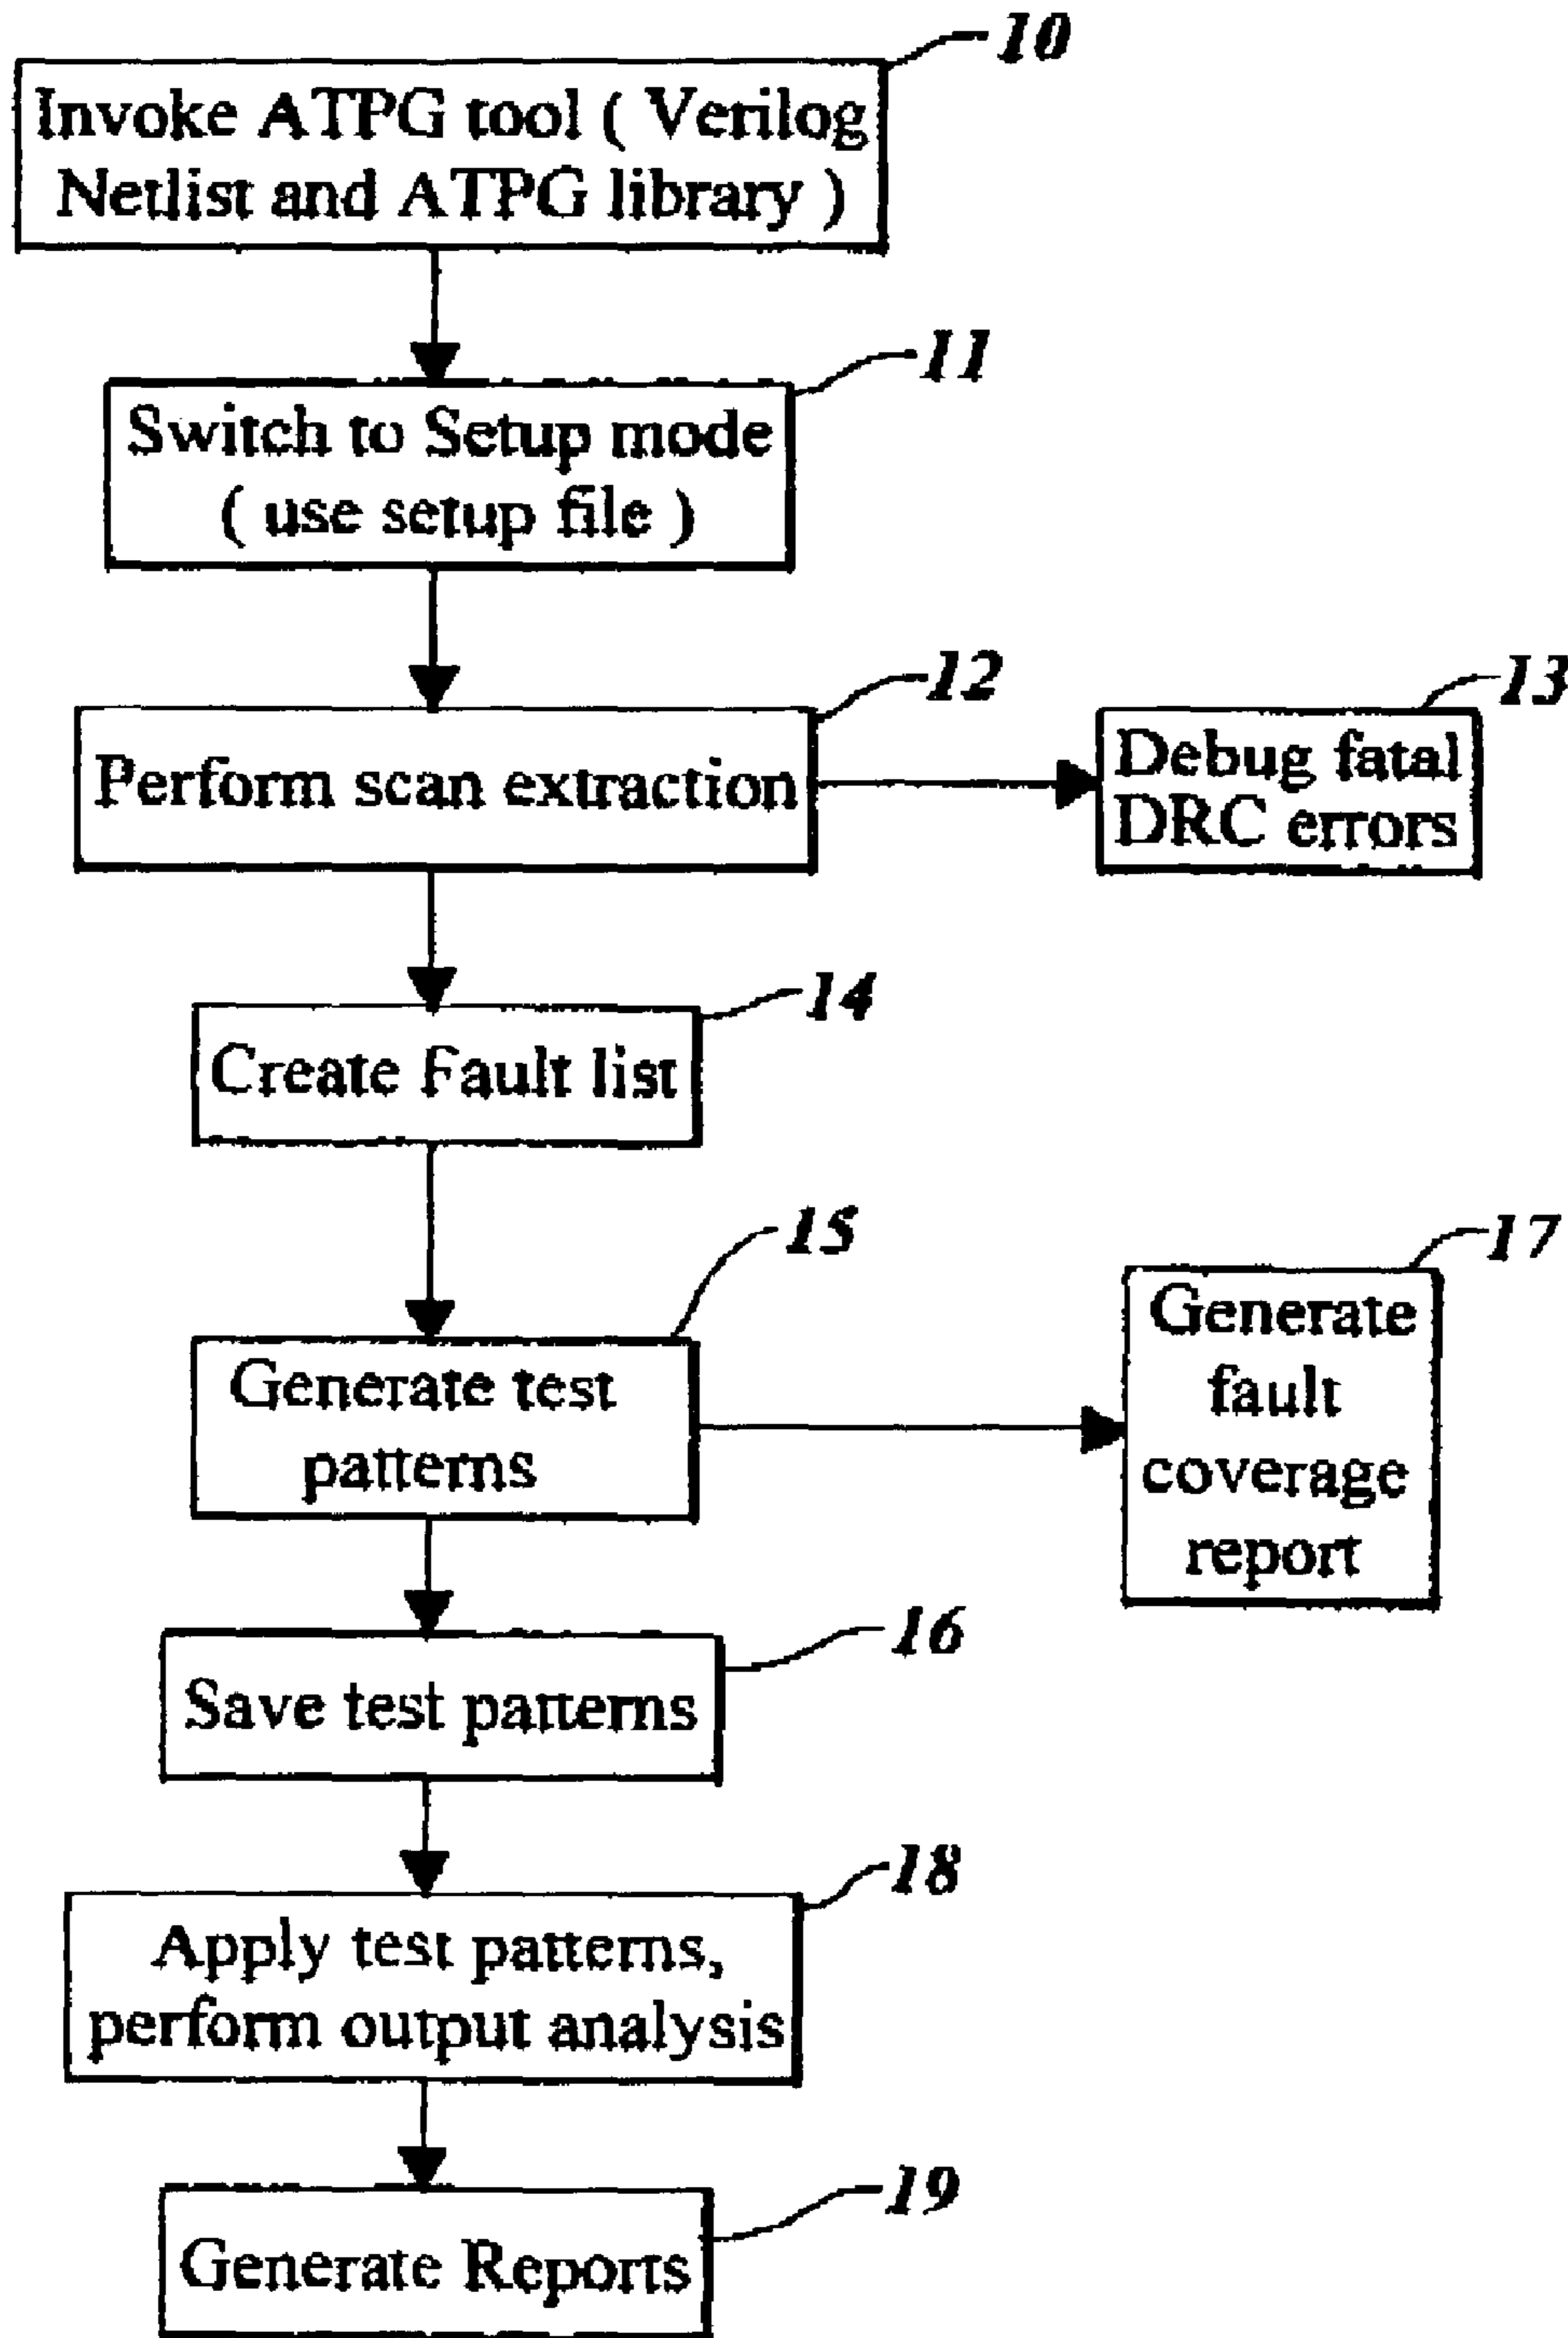 10
Invoke ATPG tool ( Verilog
Netlist and ATPG library )
11
Switch to Setup mode
( use setup file )
12
Perform scan extraction
13
Debug fatal
DRC errors
14
Create Fault list
15
Generate test
patterns
17
Generate
fault
coverage
report
16
Save test patterns
18
Apply test patterns,
perform output analysis
19
Generate Reports